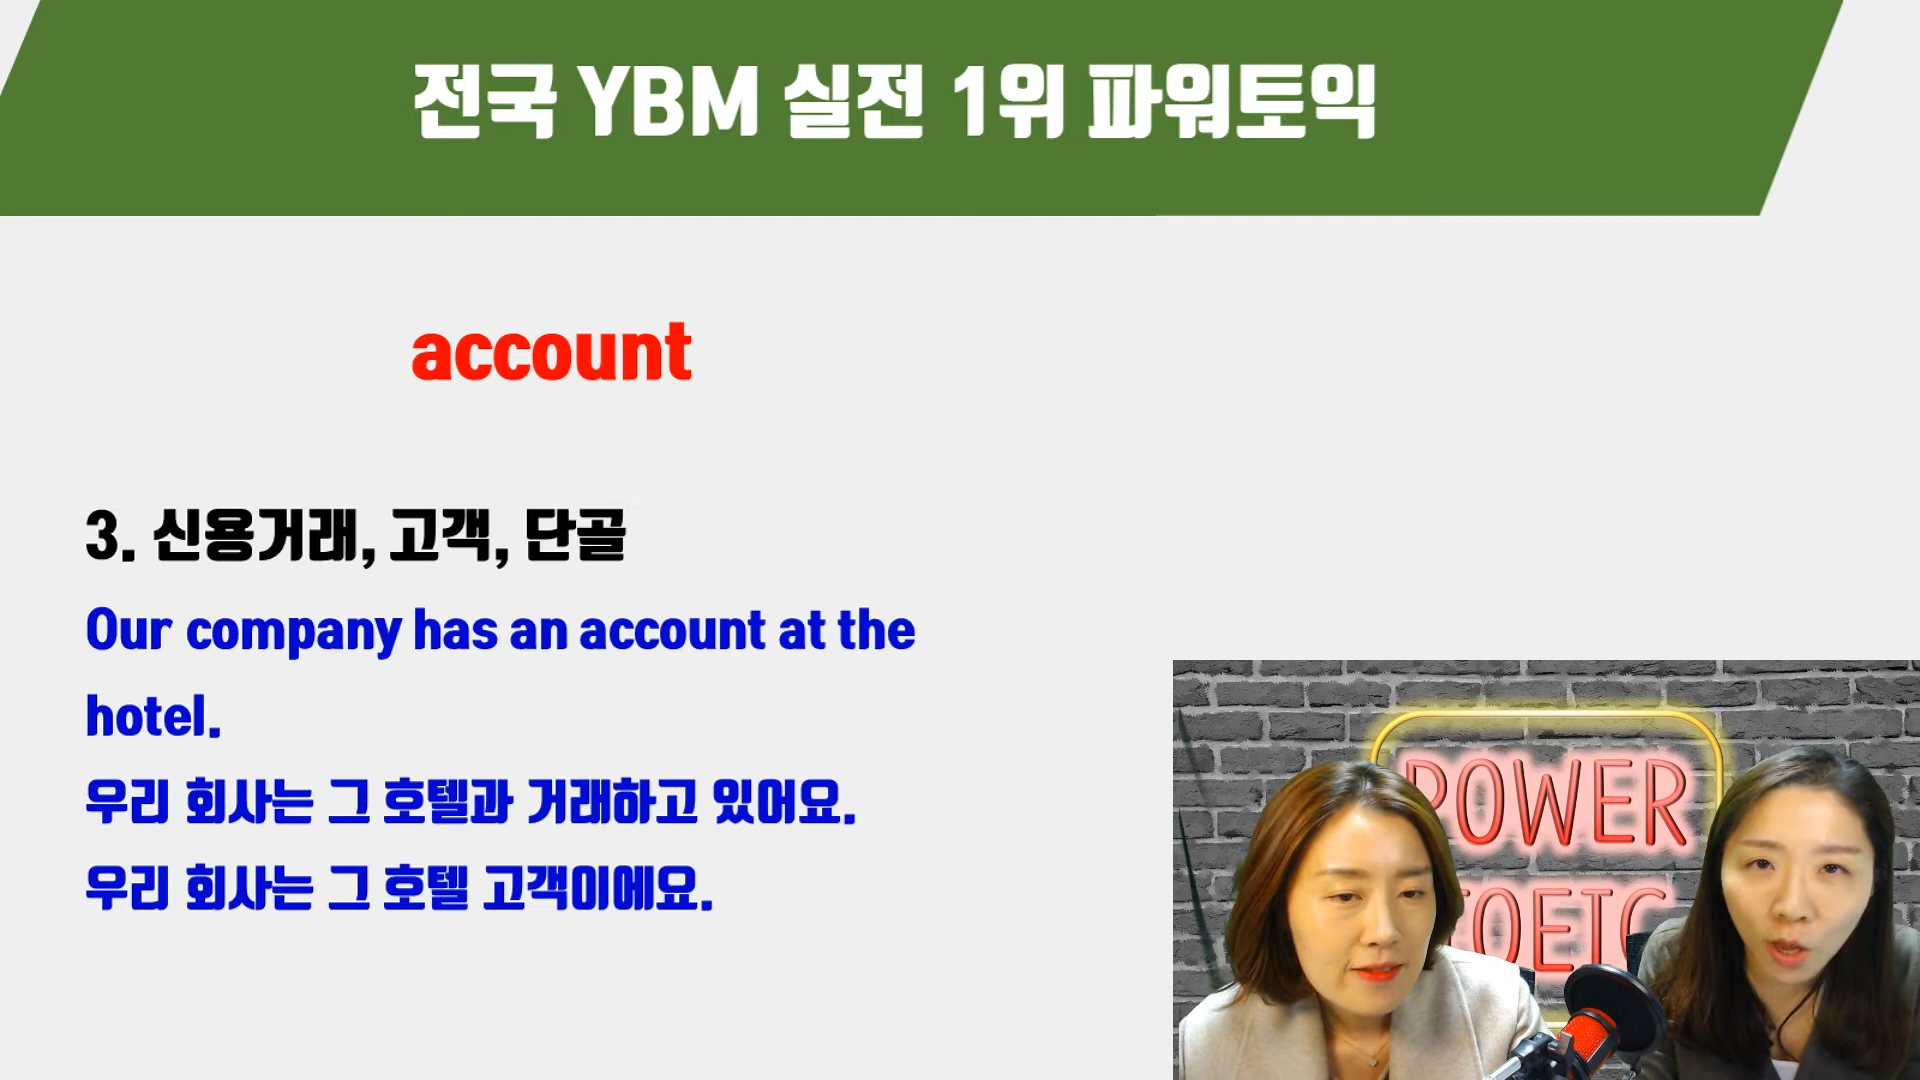 전국 YBM 실전 1위 파워토익
account
3. 신용거래, 고객, 단골
Our company has an account at the
hotel.
우리 회사는 그 호텔과 거래하고 있어요.
우리 회사는 그 호텔 고객이에요.
POWER
TOEIC